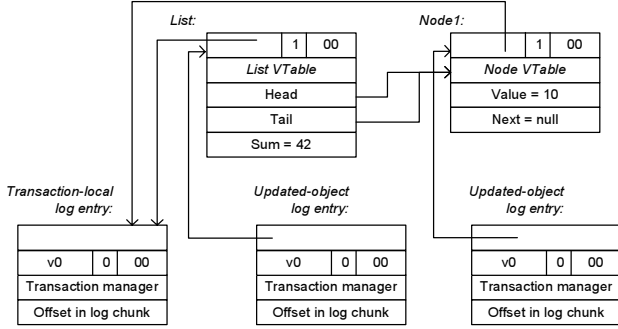 List:
1 00
List VTable
Head
Tail
Sum = 42
Node1:
1 00
Node VTable
Value = 10
Next = null
Transaction-local
log entry:
v0 0 00
Transaction manager
Offset in log chunk
Updated-object
log entry:
v0 0 00
Transaction manager
Offset in log chunk
Updated-object
log entry:
v0 0 00
Transaction manager
Offset in log chunk